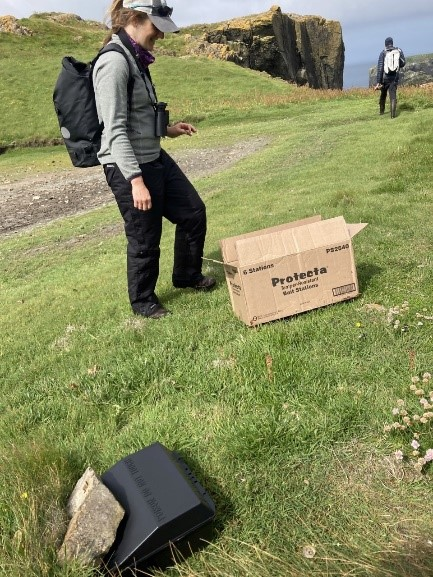 6 Stations
PS2040
Protecta
Tamper-Resistant
Bait Stations